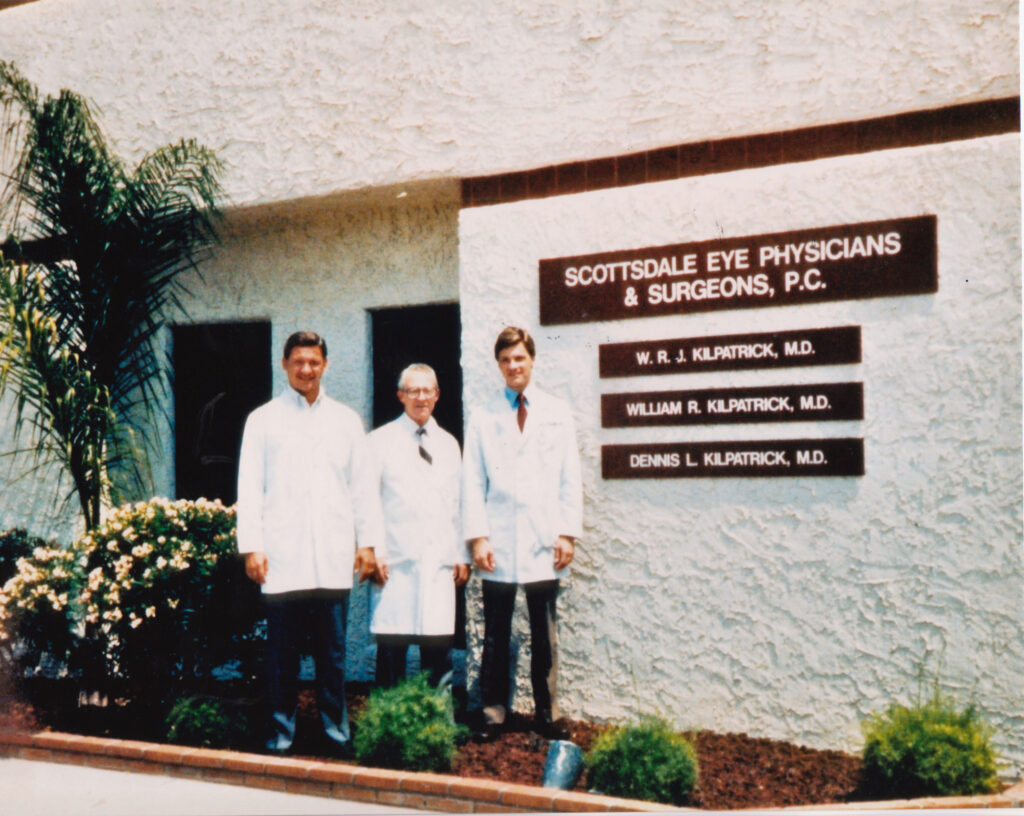 SCOTTSDALE EYE PHYSICIANS
& SURGEONS, P.C.
W. R. J. KILPATRICK, M.D.
WILLIAM R. KILPATRICK, M.D.
DENNIS L. KILPATRICK, M.D.